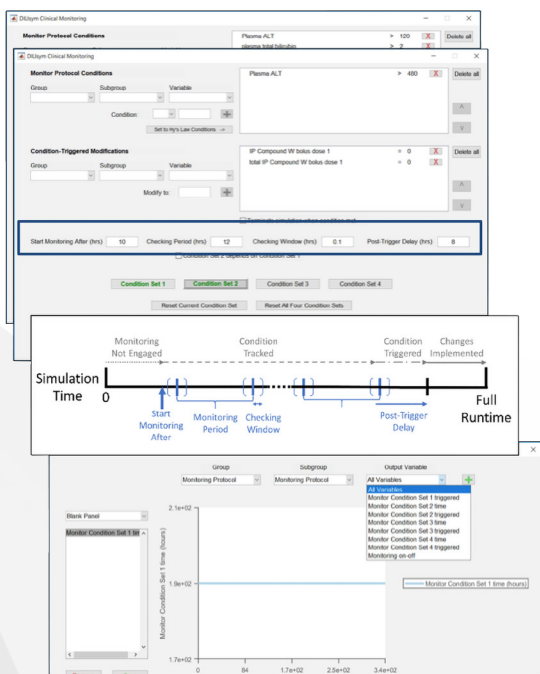 DILIsym Clinical Monitoring
Monitor Protocol Conditions
Plasma ALT > 120 X Delete all
plasma total bilirubin > 2 X
DILIsym Clinical Monitoring
Monitor Protocol Conditions
Plasma ALT > 480 X Delete all
Group Subgroup Variable
Condition
Set to Hy's Law Conditions ->
Condition-Triggered Modifications
IP Compound W bolus dose 1 = 0 X Delete all
total IP Compound W bolus dose 1 = 0 X
Group Subgroup Variable
Modify to:
Terminate simulation when condition met
Start Monitoring After (hrs) 10 Checking Period (hrs) 12 Checking Window (hrs) 0.1 Post-Trigger Delay (hrs) 8
Condition Set 2 depends on Condition Set 1
Condition Set 1 Condition Set 2 Condition Set 3 Condition Set 4
Reset Current Condition Set Reset All Four Condition Sets
Monitoring Not Engaged
Condition Tracked
Condition Triggered
Changes Implemented
Simulation Time
0
Full Runtime
Start Monitoring After
Monitoring Period
Checking Window
Post-Trigger Delay
Group Subgroup Output Variable
Monitoring Protocol Monitoring Protocol All Variables
All Variables
Monitor Condition Set 1 triggered
Monitor Condition Set 2 time
Monitor Condition Set 2 triggered
Monitor Condition Set 3 time
Monitor Condition Set 3 triggered
Monitor Condition Set 4 time
Monitor Condition Set 4 triggered
Monitoring on-off
Blank Panel
Monitor Condition Set 1 tim
2.1e+02
1.9e+02
1.7e+02
Monitor Condition Set 1 time (hours)
Monitor Condition Set 1 time (hours)
0 84 1.7e+02 2.5e+02 3.4e+02